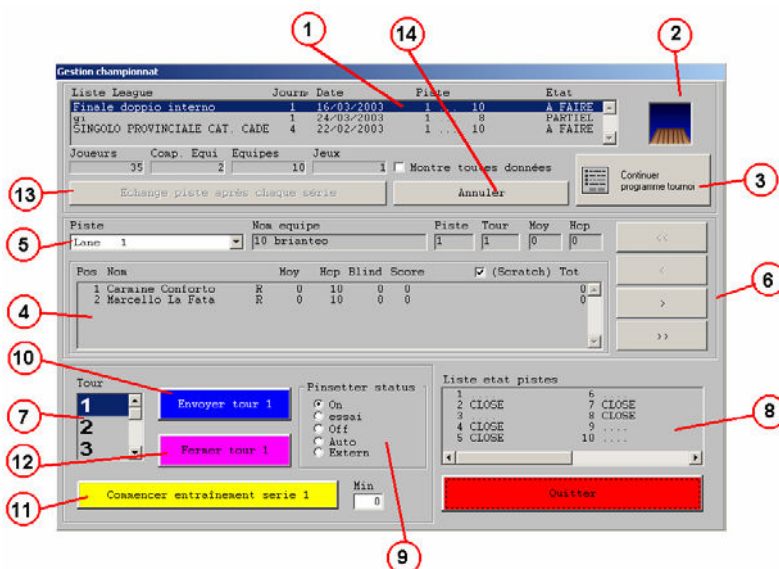 1
14
2
Gestion championnat
Liste League Journ Date Piste Etat
Finale doppio interno 1 16/03/2003 1 ... 10 A FAIRE
gi 1 24/03/2003 1 ... 8 PARTIEL
SINGOLO PROVINCIALE CAT. CADE 4 22/02/2003 1 ... 10 A FAIRE
Joueurs Comp. Equi Equipes Jeux
35 2 10 1 Montre toutes données
Continuer
programme tournoi
3
13
Echange piste après chaque série Annuler
Piste Nom equipe Piste Tour Moy Hcp
5
Lane 1 10 brianteo 1 1 0 0
<<
Pos Nom Moy Hcp Blind Score (Scratch) Tot
<
1 Carmine Conforto R 0 10 0 0 0
2 Marcello La Fata R 0 10 0 0 0
6
4
>
>>
10
Tour
Pinsetter status
Liste etat pistes
1
2
3
7
Envoyer tour 1
On
essai
Off
Auto
Extern
1 .... 6 ....
2 CLOSE 7 CLOSE
3 .... 8 CLOSE
4 CLOSE 9 ....
5 CLOSE 10 ....
8
12
Fermer tour 1
11
Commencer entraînement serie 1
Min
0
Quitter
9